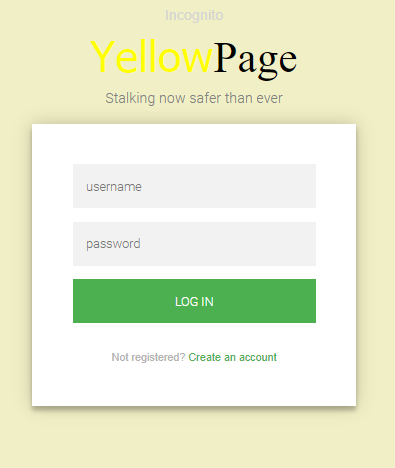 Incognito
YellowPage
Stalking now safer than ever
username
password
LOG IN
Not registered? Create an account